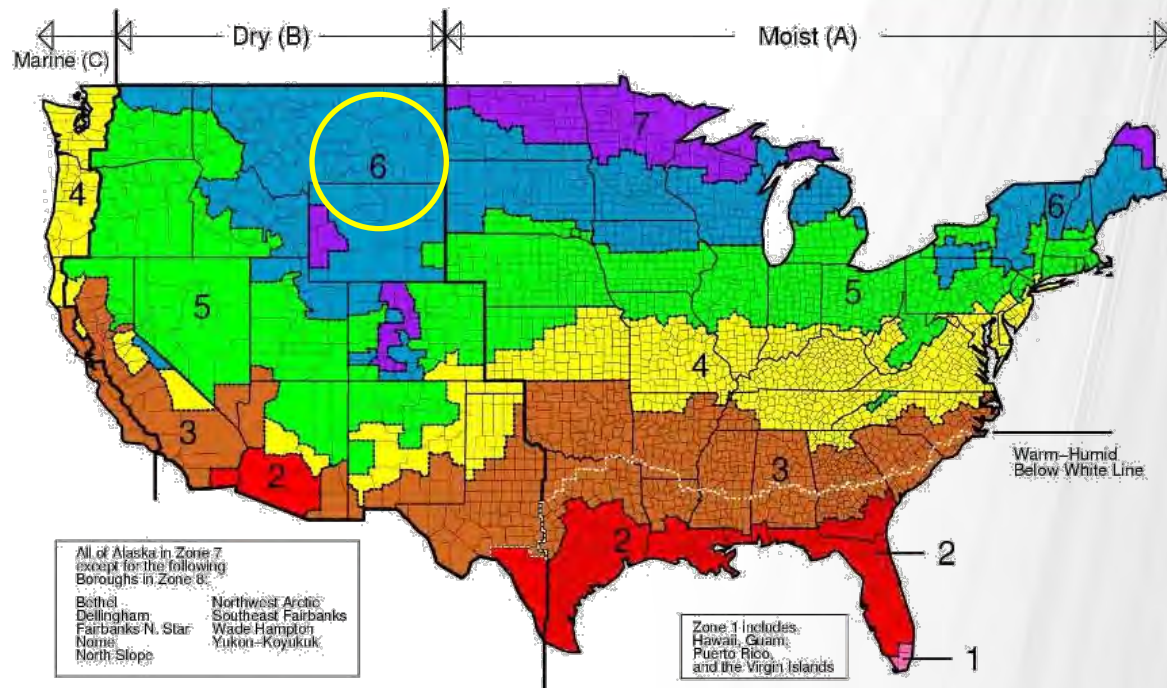 Marine (C)
Dry (B)
Moist (A)
7
6
4
6
5
5
4
3
3
2
2
2
1
Warm-Humid
Below White Line
All of Alaska in Zone 7
except for the following
Boroughs in Zone 8:
Bethel Northwest Arctic
Dellingham Southeast Fairbanks
Fairbanks N. Star Wade Hampton
Nome Yukon-Koyukuk
North Slope
Zone 1 includes
Hawaii, Guam,
Puerto Rico,
and the Virgin Islands